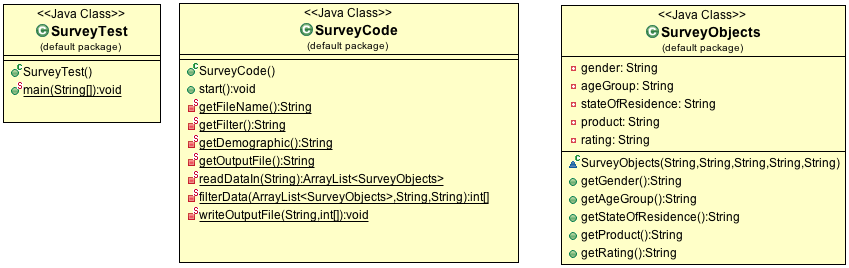 <<Java Class>>
SurveyTest
(default package)
SurveyTest()
main(String[]):void
<<Java Class>>
SurveyCode
(default package)
SurveyCode()
start():void
getFileName():String
getFilter():String
getDemographic():String
getOutputFile():String
readDataIn(String):ArrayList<SurveyObjects>
filterData(ArrayList<SurveyObjects>,String,String):int[]
writeOutputFile(String,int[]):void
<<Java Class>>
SurveyObjects
(default package)
gender: String
ageGroup: String
stateOfResidence: String
product: String
rating: String
SurveyObjects(String,String,String,String,String)
getGender():String
getAgeGroup():String
getStateOfResidence():String
getProduct():String
getRating():String